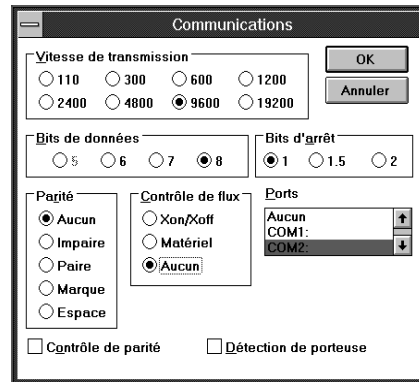 Communications
Vitesse de transmission
110 300 600 1200
2400 4800 9600 19200
OK
Annuler
Bits de données
5 6 7 8
Bits d'arrêt
1 1.5 2
Parité
Aucun
Impaire
Paire
Marque
Espace
Contrôle de flux
Xon/Xoff
Matériel
Aucun
Ports
Aucun
COM1:
COM2:
Contrôle de parité
Détection de porteuse